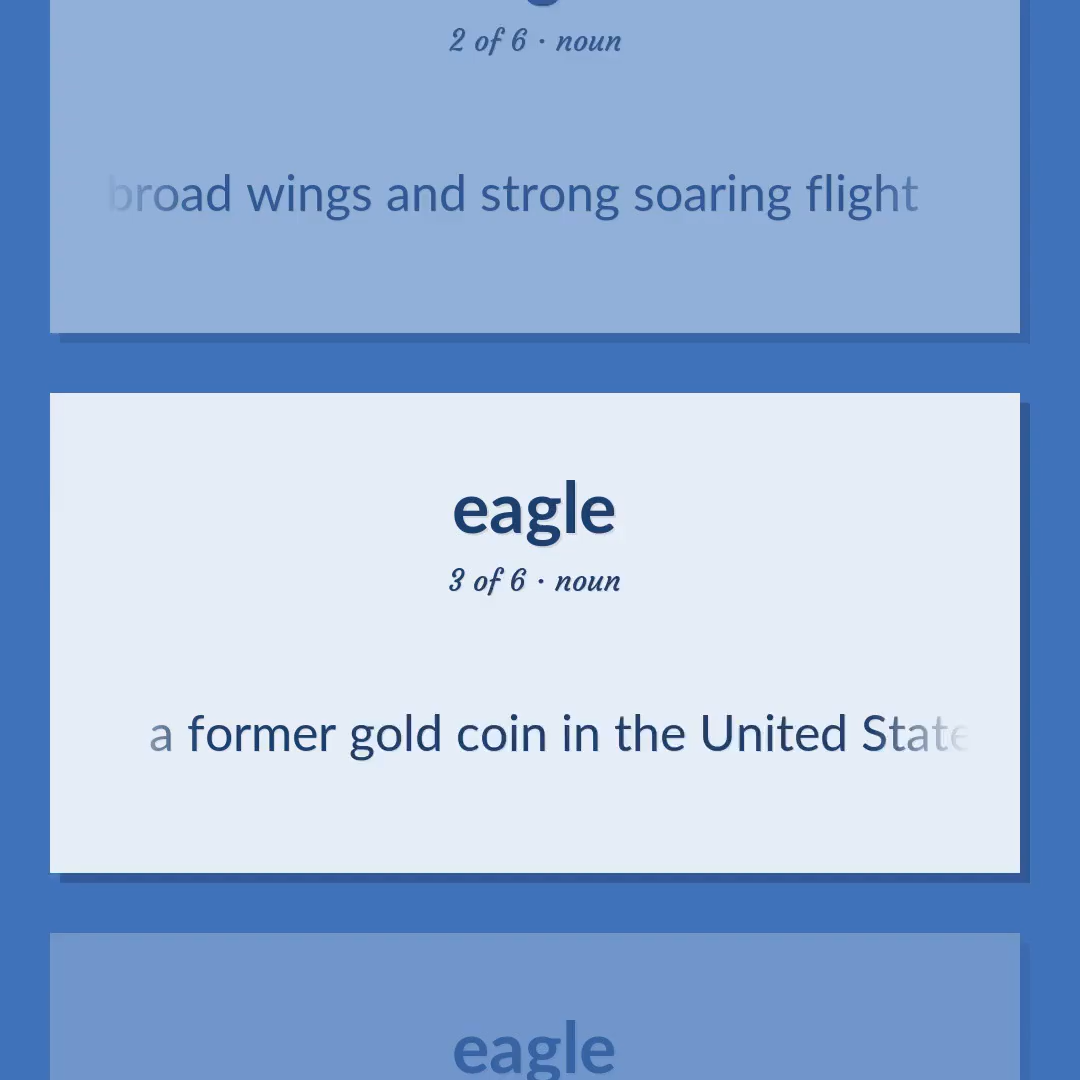 2 of 6 · noun
broad wings and strong soaring flight
eagle
3 of 6 · noun
a former gold coin in the United State
eagle